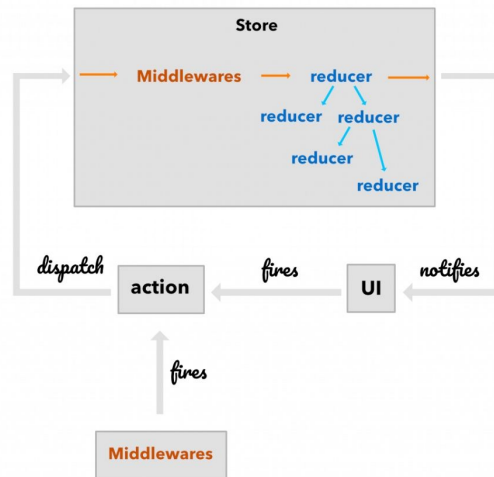 Store
Middlewares reducer
reducer reducer
reducer
reducer
dispatch fires notifies
action UI
fires
Middlewares